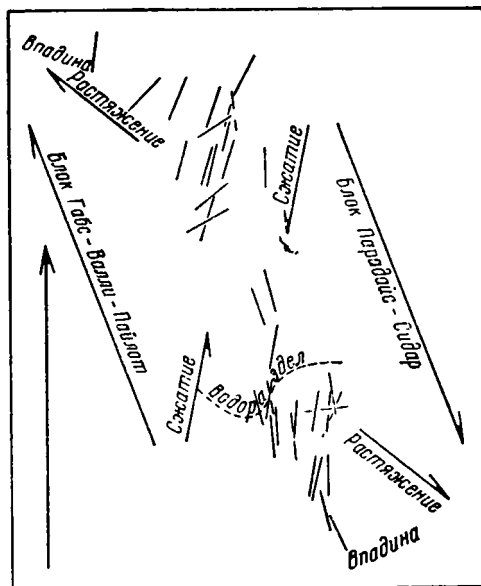 Впадина
Растяжение
Блок Габс-Валли-Пайлот
Сжатие
Блок Парадайс-Сидар
Сжатие
Водораздел
Растяжение
Впадина